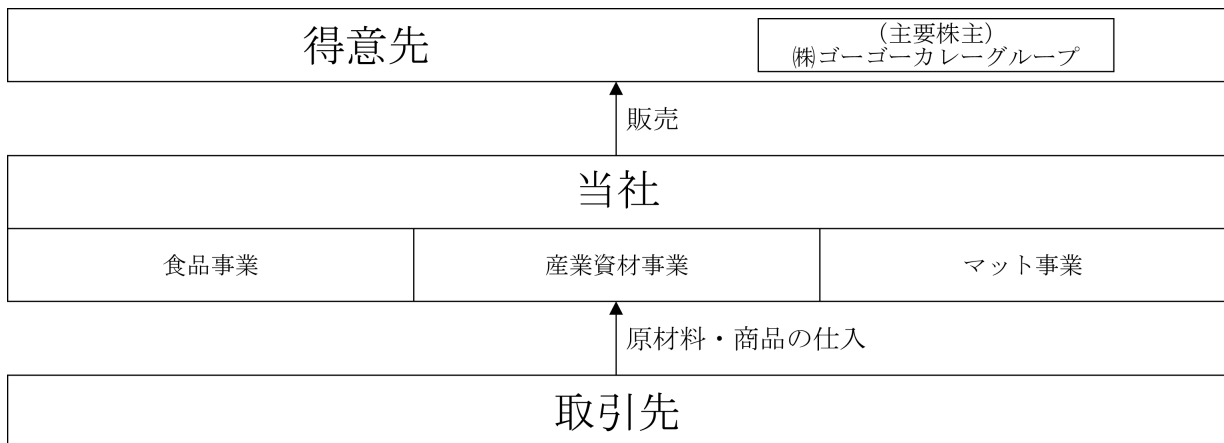 得意先
(主要株主)
㈱ゴーゴーカレーグループ
販売
当社
食品事業
産業資材事業
マット事業
原材料・商品の仕入
取引先